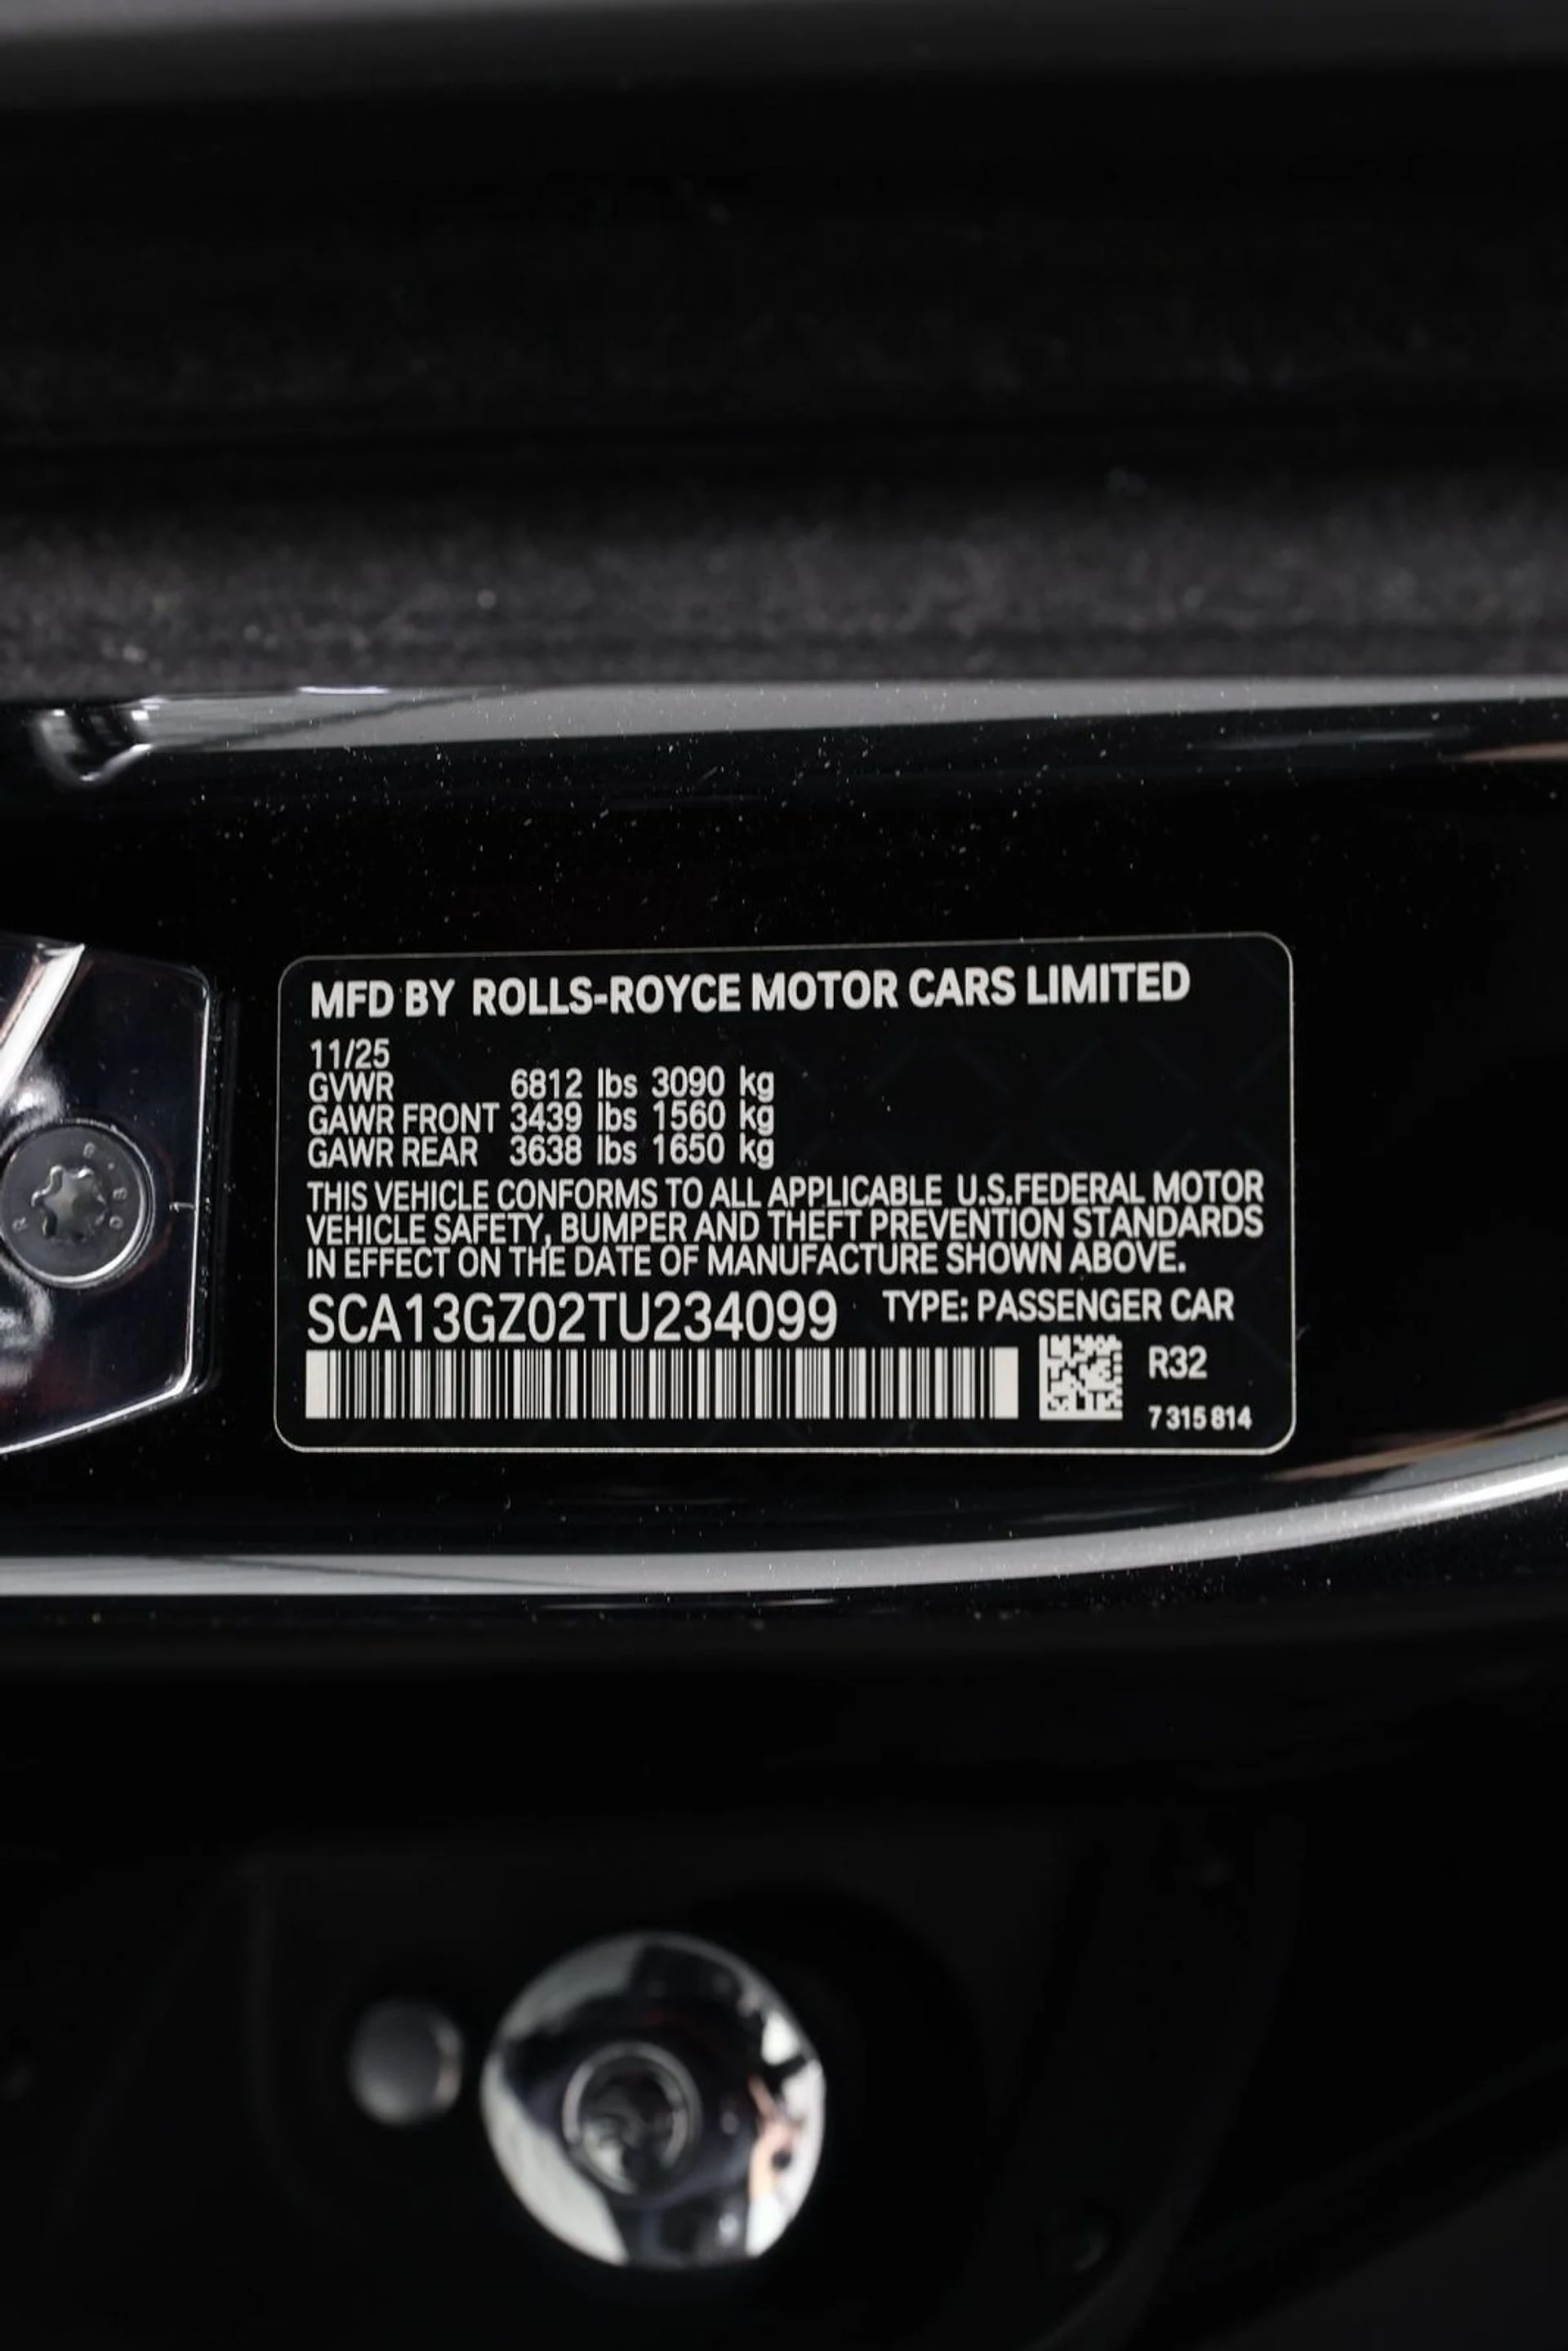 MFD BY ROLLS-ROYCE MOTOR CARS LIMITED
11/25
GVWR 6812 lbs 3090 kg
GAWR FRONT 3439 lbs 1560 kg
GAWR REAR 3638 lbs 1650 kg
THIS VEHICLE CONFORMS TO ALL APPLICABLE U.S.FEDERAL MOTOR
VEHICLE SAFETY, BUMPER AND THEFT PREVENTION STANDARDS
IN EFFECT ON THE DATE OF MANUFACTURE SHOWN ABOVE.
SCA13GZ02TU234099 TYPE: PASSENGER CAR
R32
7 315 814